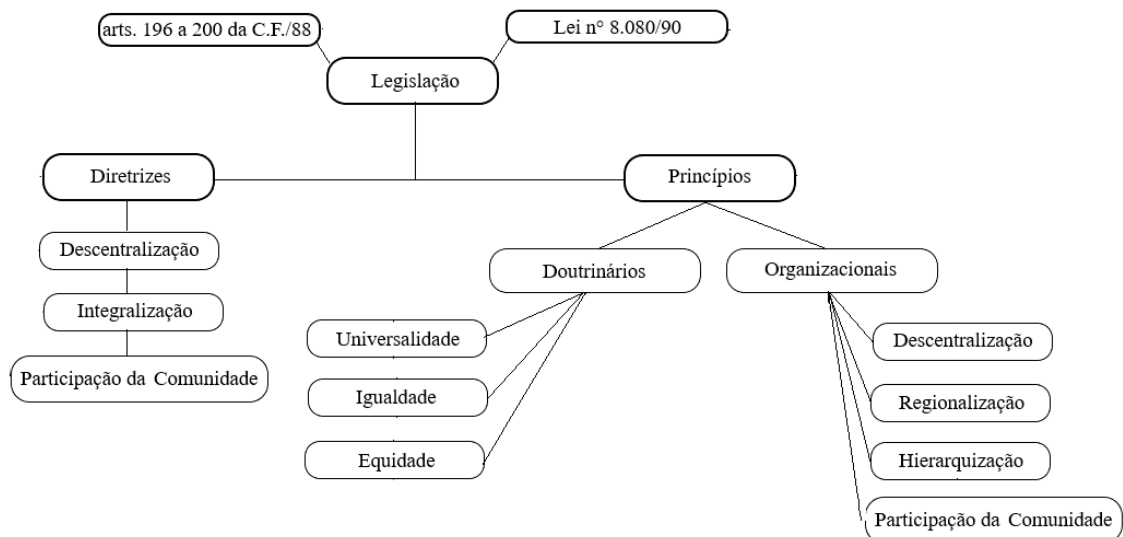 arts. 196 a 200 da C.F./88
Lei n° 8.080/90
Legislação
Diretrizes
Princípios
Descentralização
Integralização
Participação da Comunidade
Doutrinários
Organizacionais
Universalidade
Igualdade
Equidade
Descentralização
Regionalização
Hierarquização
Participação da Comunidade